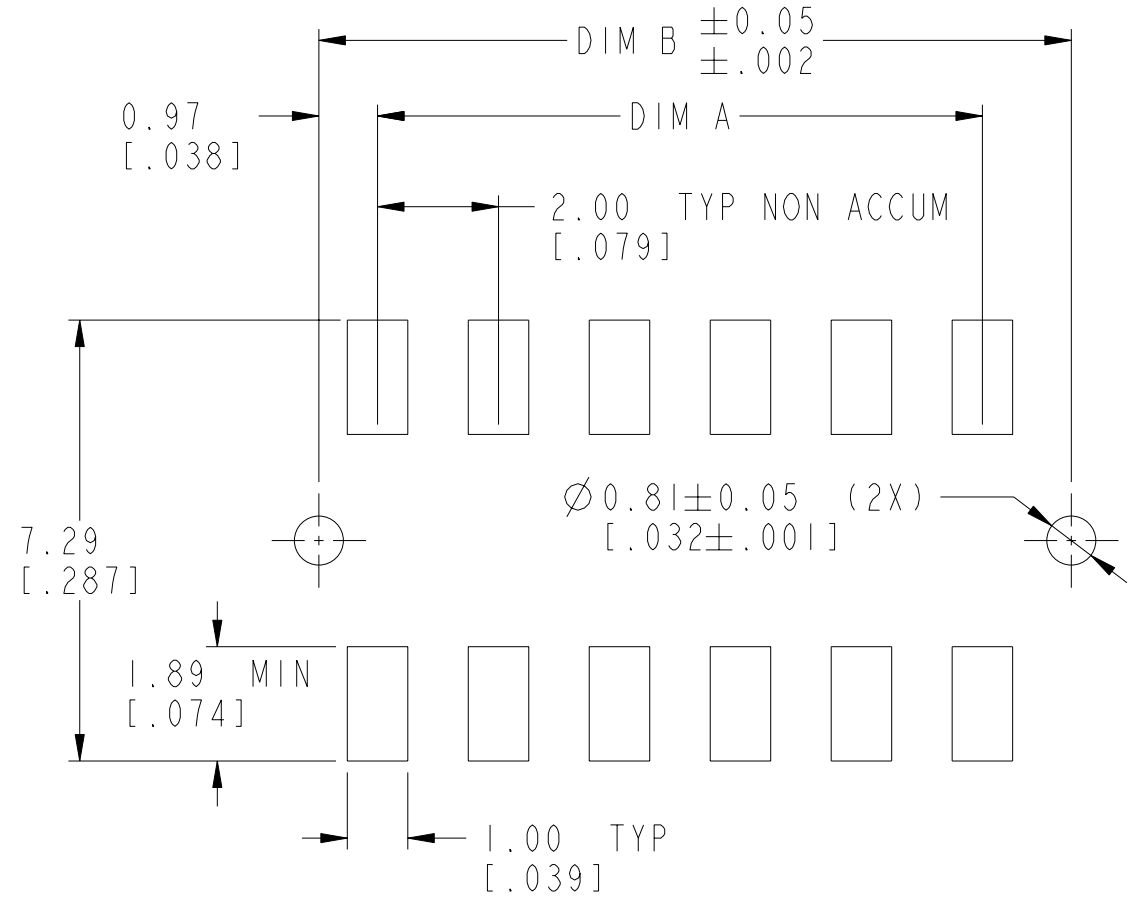 DIM B ±0.05
±.002
0.97
[.038]
DIM A
2.00 TYP NON ACCUM
[.079]
Ø0.81±0.05 (2X)
[.032±.001]
7.29
[.287]
1.89 MIN
[.074]
1.00 TYP
[.039]